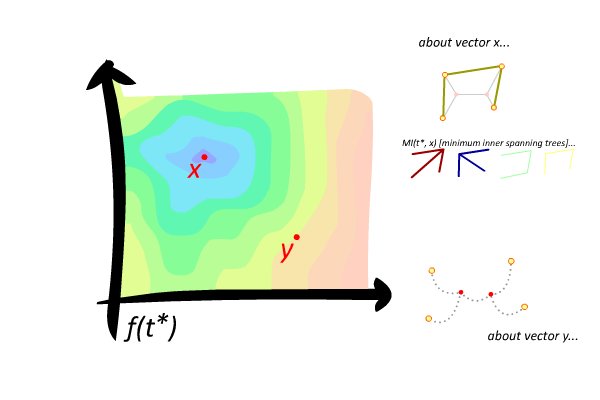 about vector x...
MI(t*, x) [minimum inner spanning trees]...
x
y
f(t*)
about vector y...